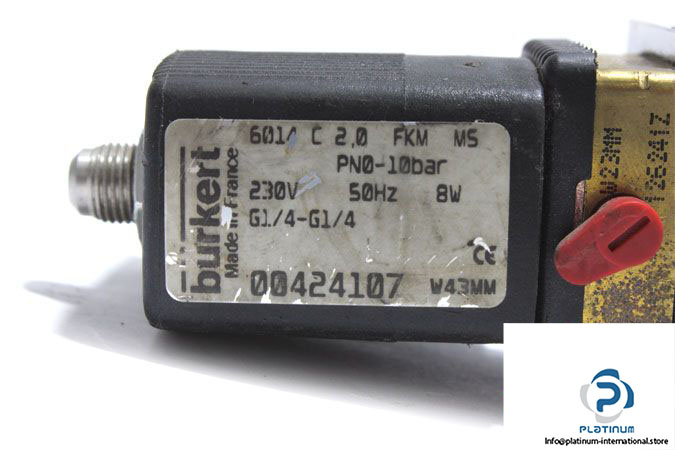 burkert
Made in France
6014 C 2,0 FKM MS
PN0-10bar
230V 50Hz 8W
G1/4-G1/4
CE
00424107 W43MM
W23MM
PLATINUM
Info@platinum-international.store